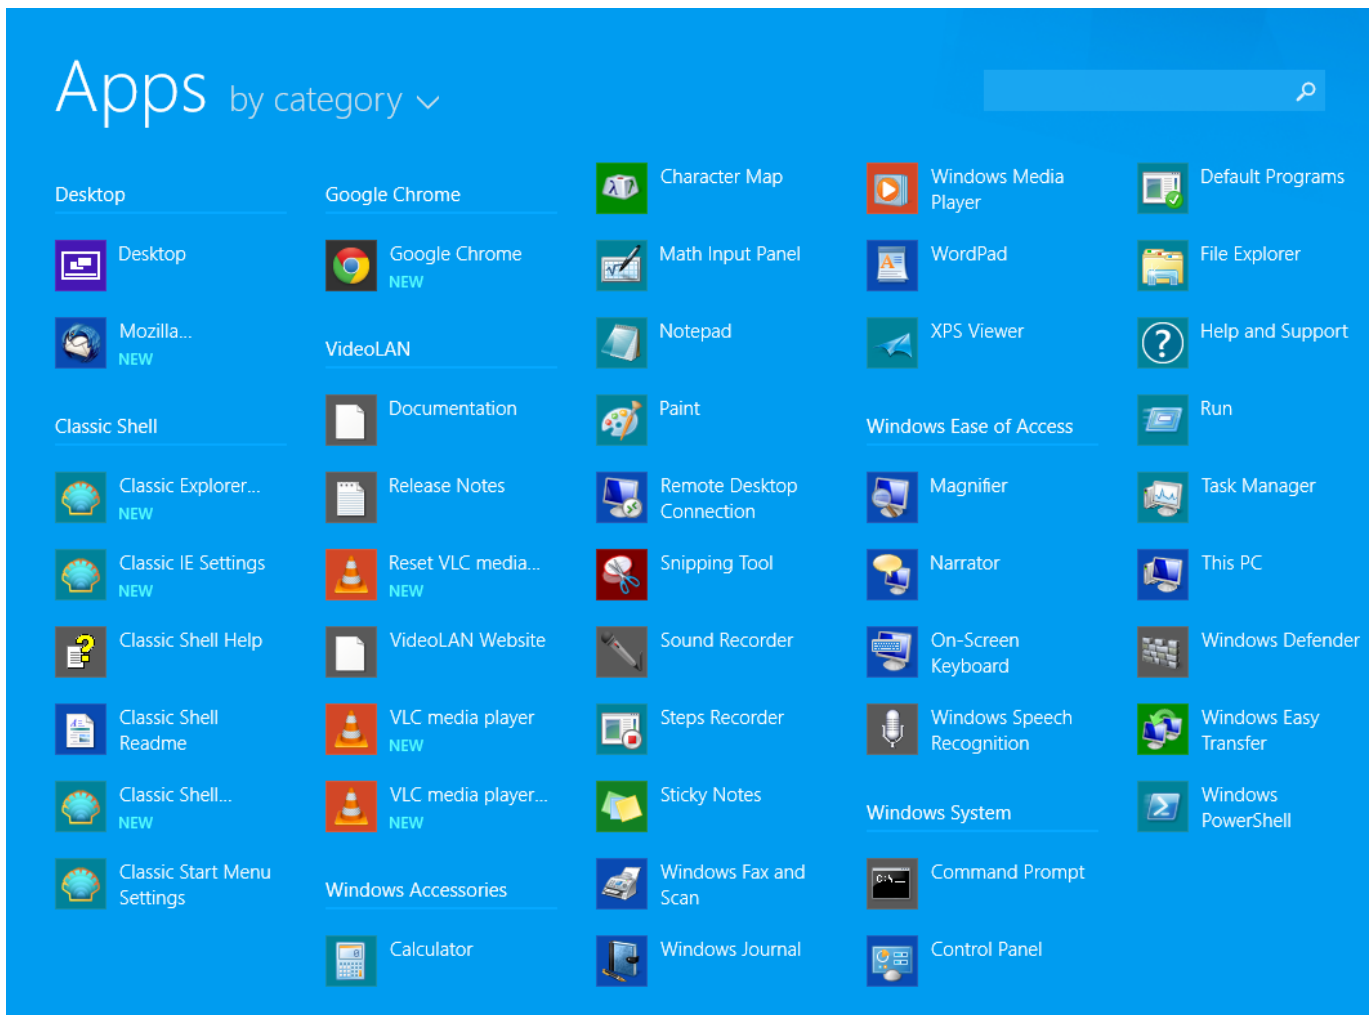 Apps by category
Desktop
Desktop
Mozilla...
NEW
Classic Shell
Classic Explorer...
NEW
Classic IE Settings
NEW
Classic Shell Help
Classic Shell
Readme
Classic Shell...
NEW
Classic Start Menu
Settings
Google Chrome
Google Chrome
NEW
VideoLAN
Documentation
Release Notes
Reset VLC media...
NEW
VideoLAN Website
VLC media player
NEW
VLC media player...
NEW
Windows Accessories
Calculator
Character Map
Math Input Panel
Notepad
Paint
Remote Desktop
Connection
Snipping Tool
Sound Recorder
Steps Recorder
Sticky Notes
Windows Fax and
Scan
Windows Journal
Windows Media
Player
WordPad
XPS Viewer
Windows Ease of Access
Magnifier
Narrator
On-Screen
Keyboard
Windows Speech
Recognition
Windows System
Command Prompt
C:\_
Control Panel
Default Programs
File Explorer
Help and Support
Run
Task Manager
This PC
Windows Defender
Windows Easy
Transfer
Windows
PowerShell